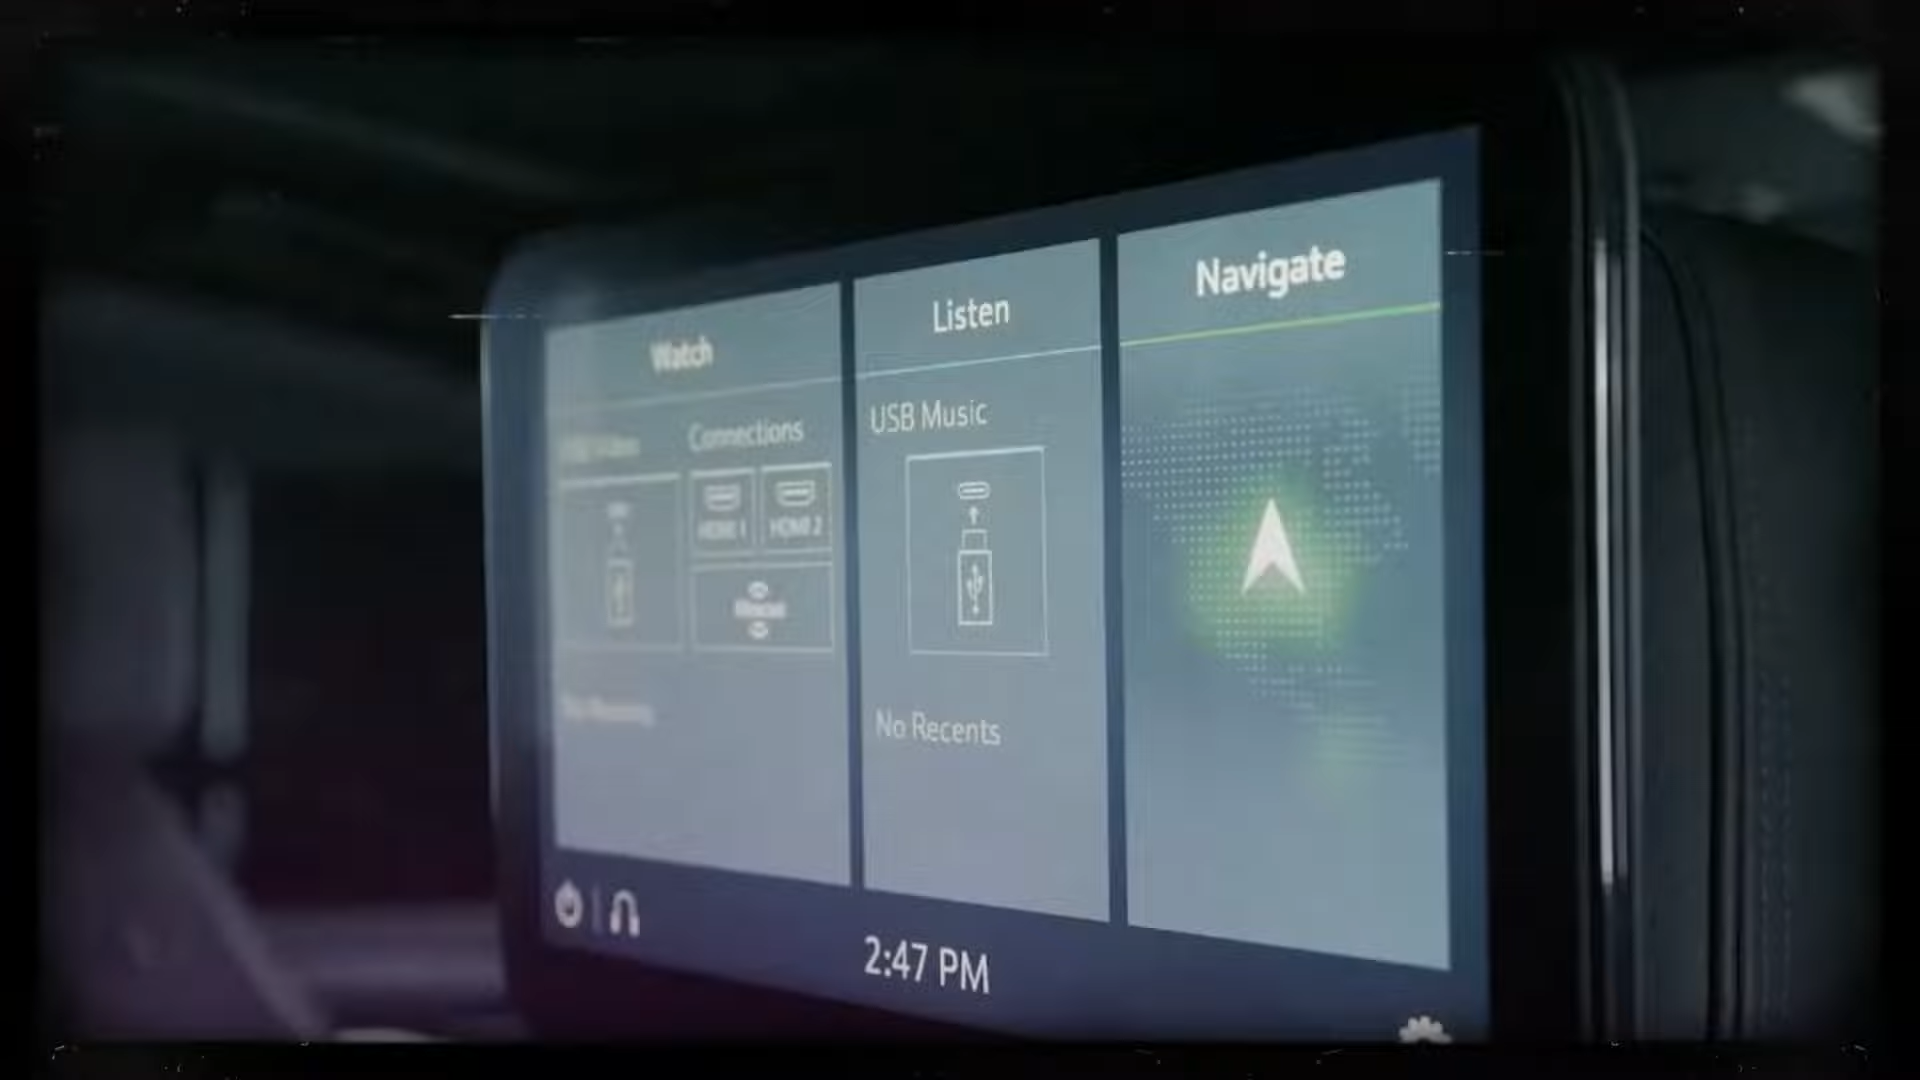 Watch
Connections
HDMI 1
HDMI 2
Listen
USB Music
No Recents
Navigate
2:47 PM